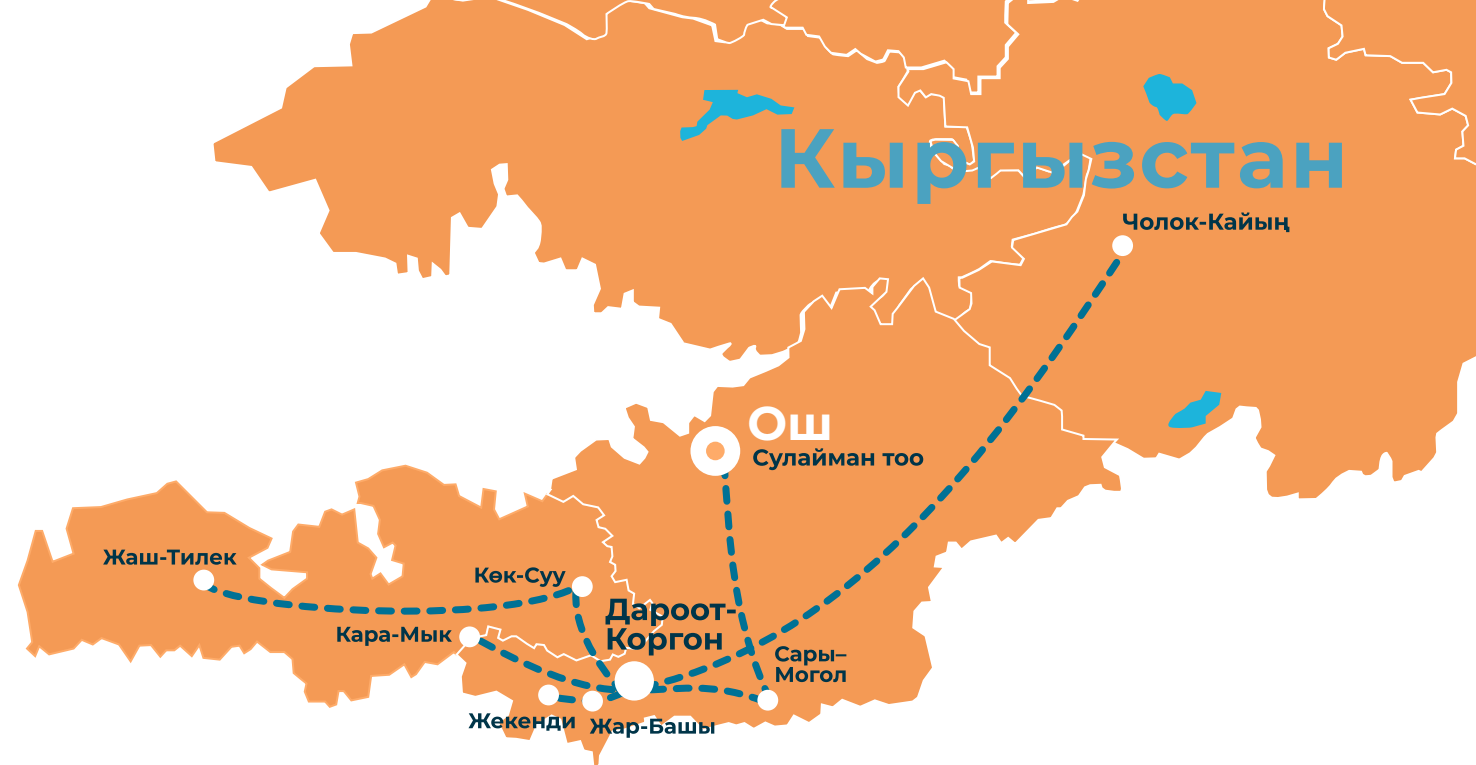 Кыргызстан
Чолок-Кайың
Ош
Сулайман тоо
Жаш-Тилек
Көк-Суу
Дароот-
Коргон
Кара-Мык
Сары–
Могол
Жекенди
Жар-Башы